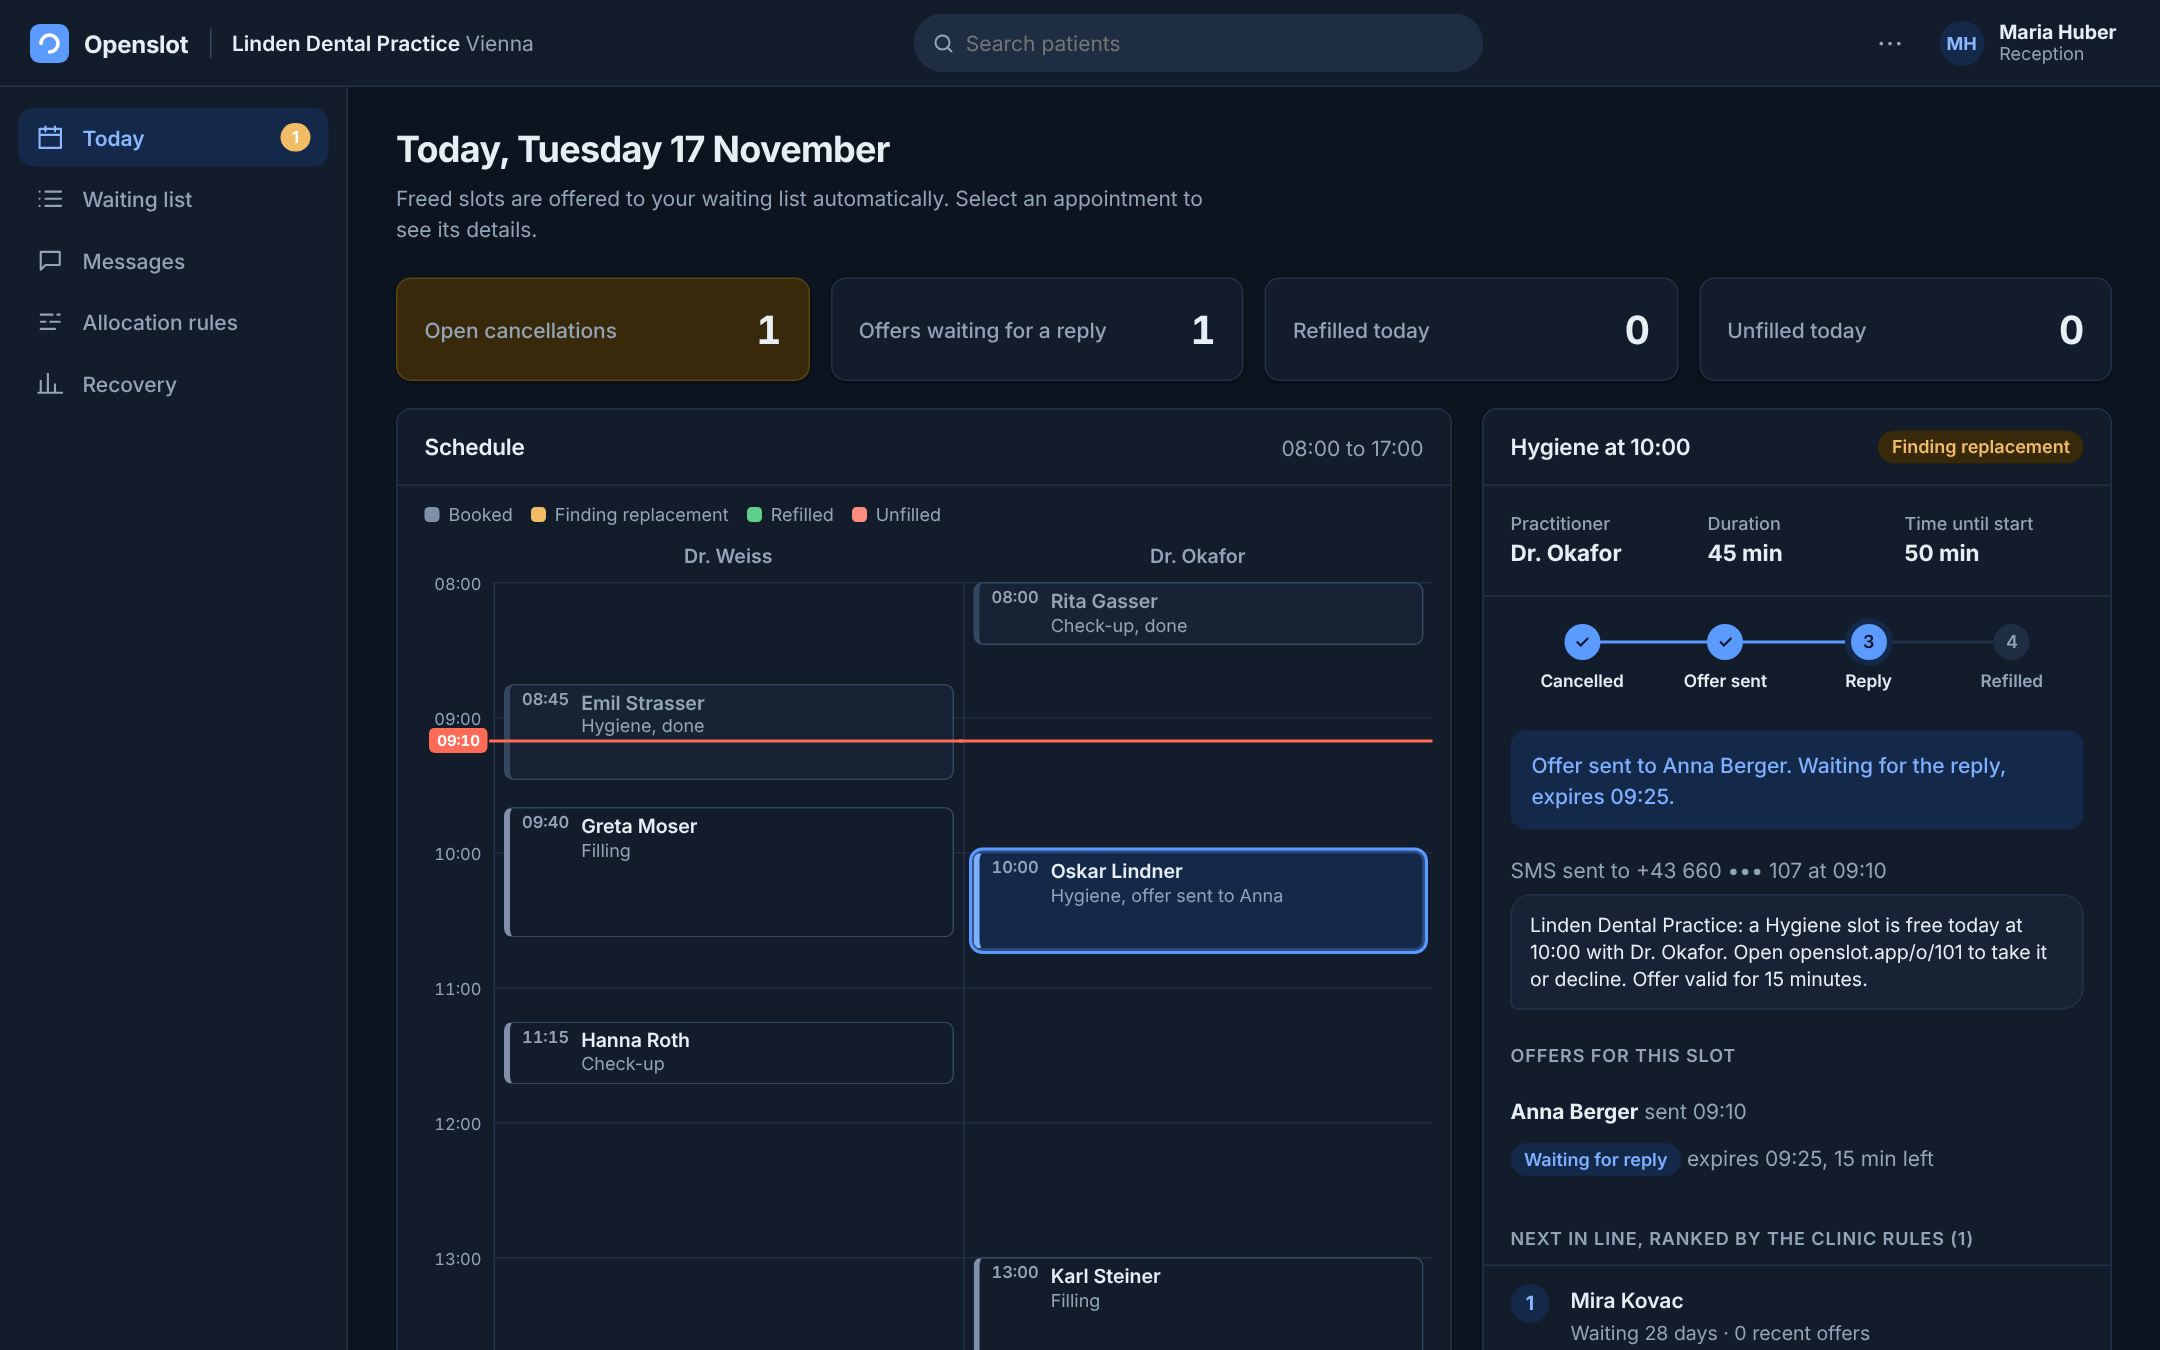 Openslot
Linden Dental Practice Vienna
Search patients
MH
Maria Huber
Reception
Today
1
Waiting list
Messages
Allocation rules
Recovery
Today, Tuesday 17 November
Freed slots are offered to your waiting list automatically. Select an appointment to
see its details.
Open cancellations 1
Offers waiting for a reply 1
Refilled today 0
Unfilled today 0
Schedule
08:00 to 17:00
Booked
Finding replacement
Refilled
Unfilled
Dr. Weiss
Dr. Okafor
08:00
08:00 Rita Gasser
Check-up, done
08:45 Emil Strasser
Hygiene, done
09:00
09:10
09:40 Greta Moser
Filling
10:00
10:00 Oskar Lindner
Hygiene, offer sent to Anna
11:00
11:15 Hanna Roth
Check-up
12:00
13:00
13:00 Karl Steiner
Filling
Hygiene at 10:00
Finding replacement
Practitioner
Dr. Okafor
Duration
45 min
Time until start
50 min
Cancelled
Offer sent
3
Reply
4
Refilled
Offer sent to Anna Berger. Waiting for the reply,
expires 09:25.
SMS sent to +43 660 ••• 107 at 09:10
Linden Dental Practice: a Hygiene slot is free today at
10:00 with Dr. Okafor. Open openslot.app/o/101 to take it
or decline. Offer valid for 15 minutes.
OFFERS FOR THIS SLOT
Anna Berger sent 09:10
Waiting for reply expires 09:25, 15 min left
NEXT IN LINE, RANKED BY THE CLINIC RULES (1)
1
Mira Kovac
Waiting 28 days · 0 recent offers